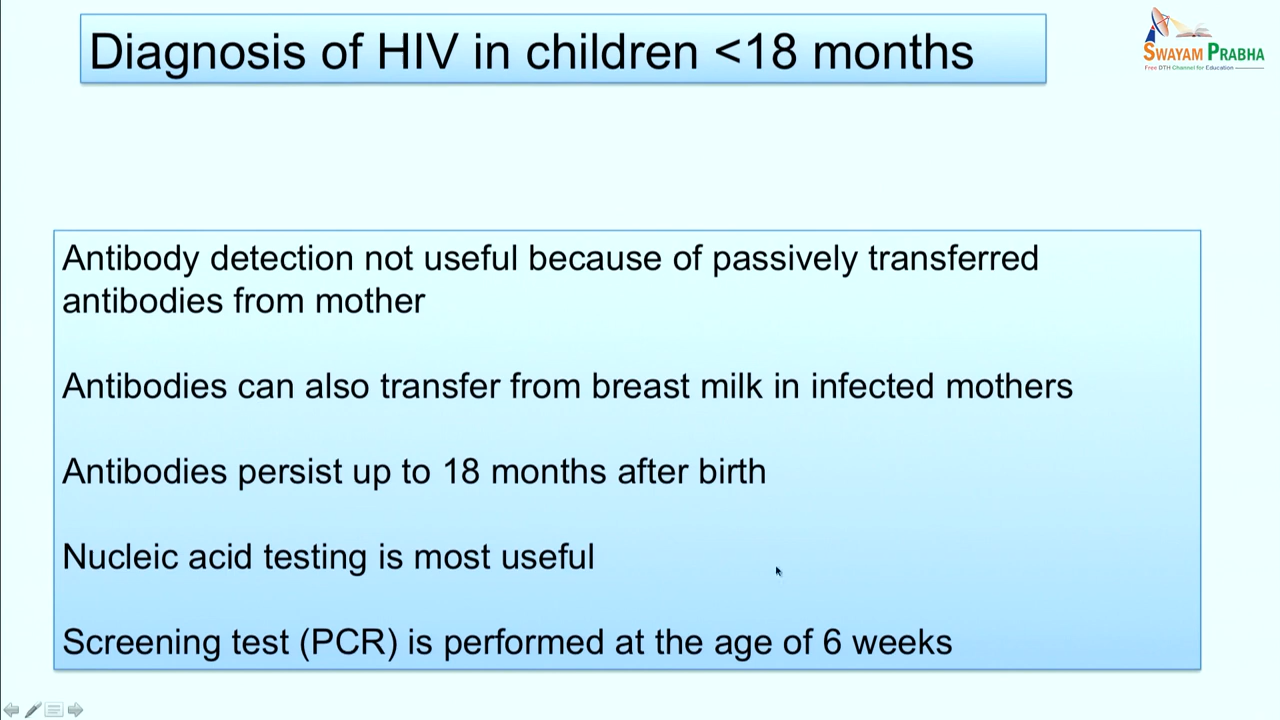 Diagnosis of HIV in children <18 months
SWAYAM PRABHA
Free DTH Channel for Education
Antibody detection not useful because of passively transferred
antibodies from mother
Antibodies can also transfer from breast milk in infected mothers
Antibodies persist up to 18 months after birth
Nucleic acid testing is most useful
Screening test (PCR) is performed at the age of 6 weeks